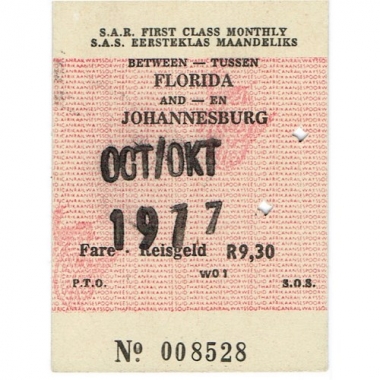 S.A.R. FIRST CLASS MONTHLY
S.A.S. EERSTEKLAS MAANDELIKS
BETWEEN — TUSSEN
FLORIDA
AND — EN
JOHANNESBURG
OCT/OKT
1977
Fare - Reisgeld R9,30
W01
P.T.O. S.O.S.
Nº 008528